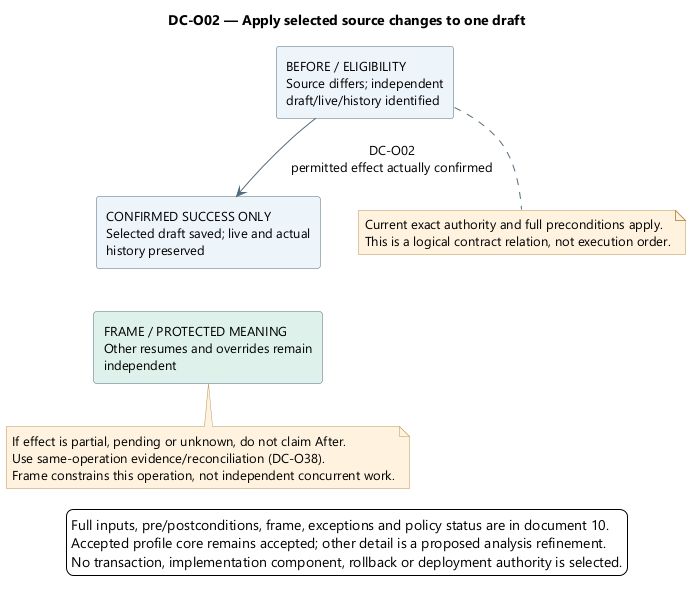 DC-O02 — Apply selected source changes to one draft
BEFORE / ELIGIBILITY
Source differs; independent
draft/live/history identified
DC-O02
permitted effect actually confirmed
CONFIRMED SUCCESS ONLY
Selected draft saved; live and actual
history preserved
Current exact authority and full preconditions apply.
This is a logical contract relation, not execution order.
FRAME / PROTECTED MEANING
Other resumes and overrides remain
independent
If effect is partial, pending or unknown, do not claim After.
Use same-operation evidence/reconciliation (DC-O38).
Frame constrains this operation, not independent concurrent work.
Full inputs, pre/postconditions, frame, exceptions and policy status are in document 10.
Accepted profile core remains accepted; other detail is a proposed analysis refinement.
No transaction, implementation component, rollback or deployment authority is selected.